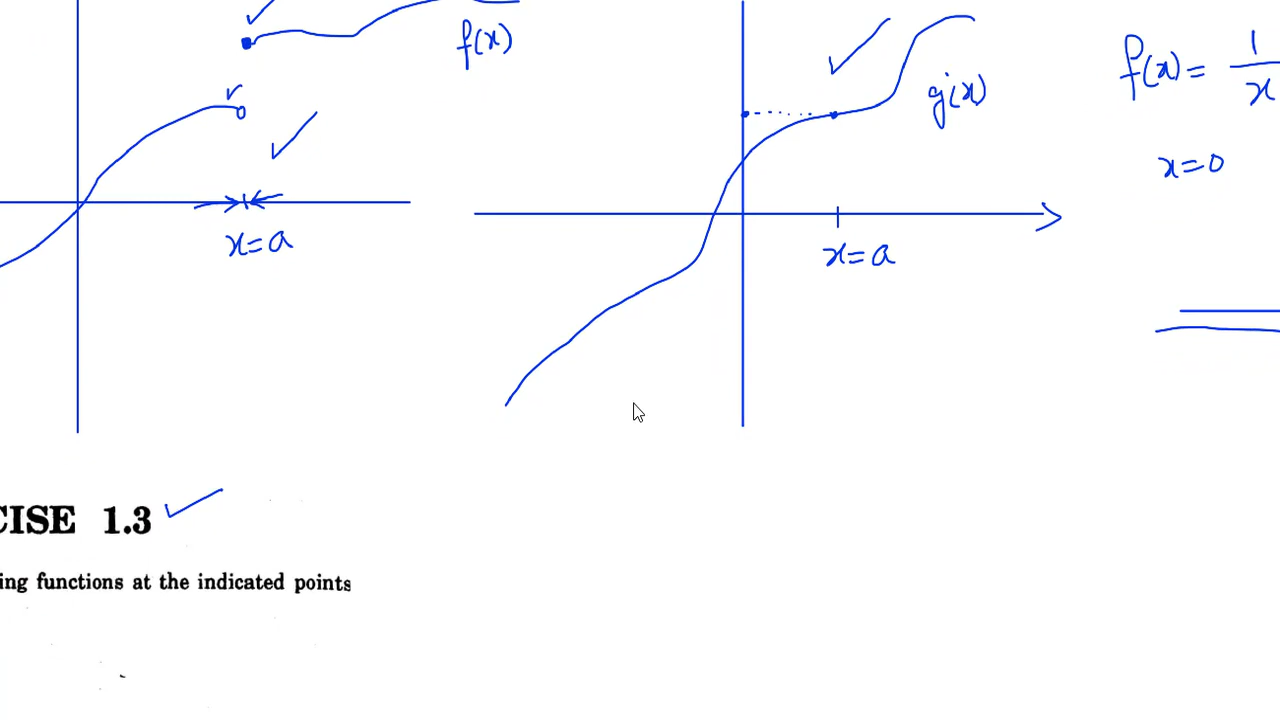 f(x)
x=a
g(x)
x=a
f(x)= 1/x
x=0
CISE 1.3
ing functions at the indicated points